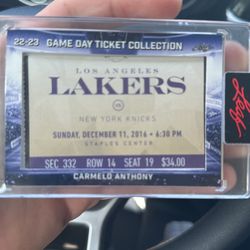 22-23 GAME DAY TICKET COLLECTION
LOS ANGELES
LAKERS
VS
NEW YORK KNICKS
SUNDAY, DECEMBER 11, 2016 • 6:30 PM
STAPLES CENTER
SEC 332 ROW 14 SEAT 19 $34.00
CARMELO ANTHONY